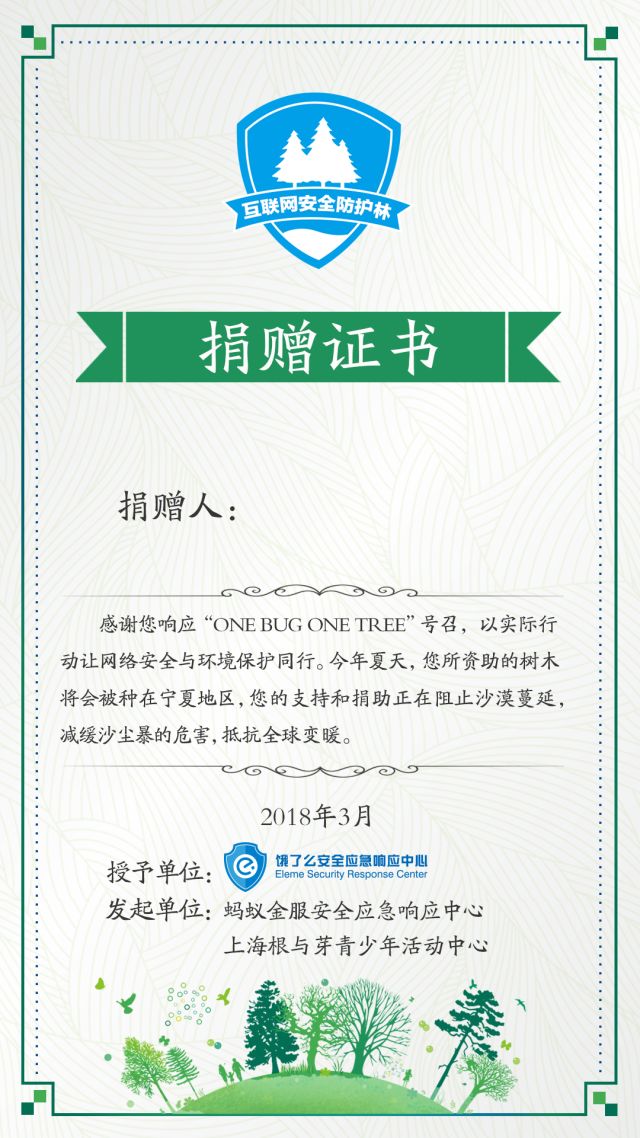 互联网安全防护林
捐赠证书
捐赠人：
感谢您响应“ONE BUG ONE TREE”号召，以实际行
动让网络安全与环境保护同行。今年夏天，您所资助的树木
将会被种在宁夏地区，您的支持和捐助正在阻止沙漠蔓延，
减缓沙尘暴的危害，抵抗全球变暖。
2018年3月
授予单位：
饿了么安全应急响应中心
Eleme Security Response Center
发起单位：蚂蚁金服安全应急响应中心
上海根与芽青少年活动中心